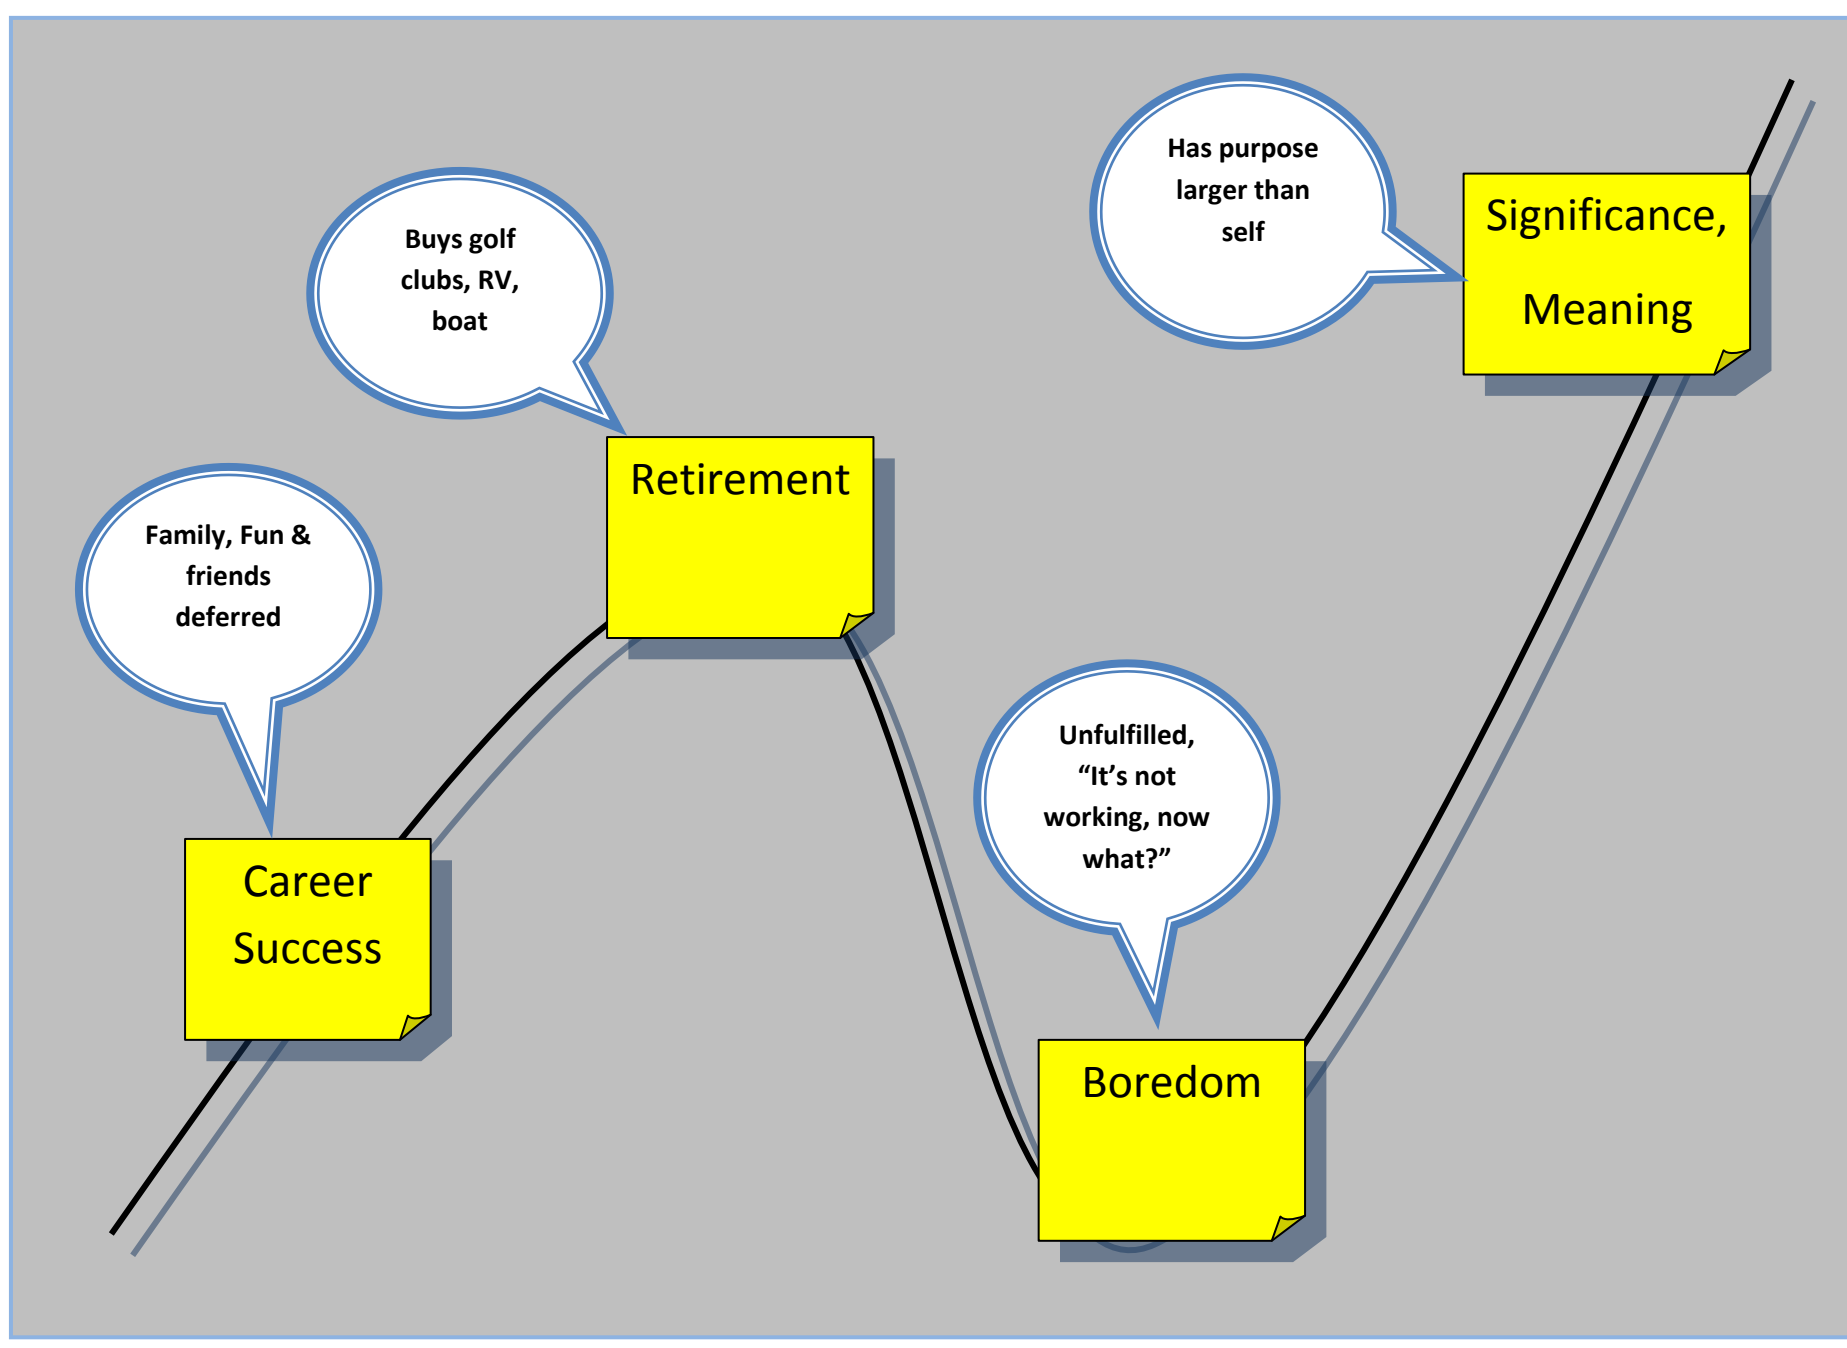 Family, Fun &
friends
deferred
Career
Success
Buys golf
clubs, RV,
boat
Retirement
Unfulfilled,
“It’s not
working, now
what?”
Boredom
Has purpose
larger than
self
Significance,
Meaning